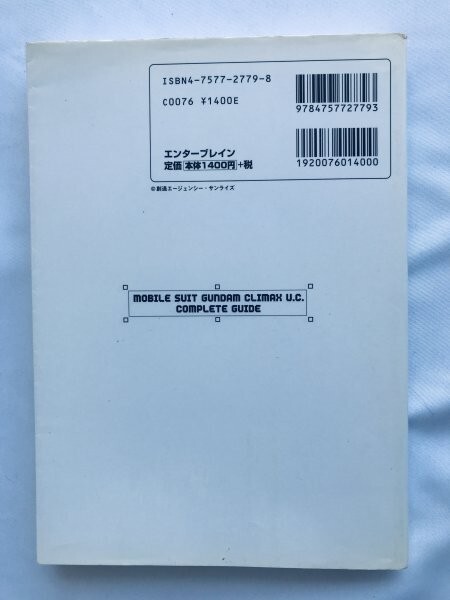 ISBN4-7577-2779-8
C0076 ¥1400E
9784757727793
エンターブレイン
定価 本体1400円 +税
1920076014000
©創通エージェンシー・サンライズ
MOBILE SUIT GUNDAM CLIMAX U.C.
COMPLETE GUIDE